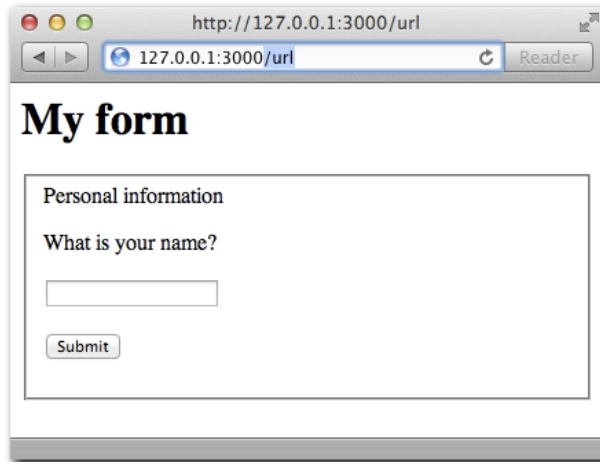 http://127.0.0.1:3000/url
127.0.0.1:3000/url
Reader
My form
Personal information
What is your name?
Submit